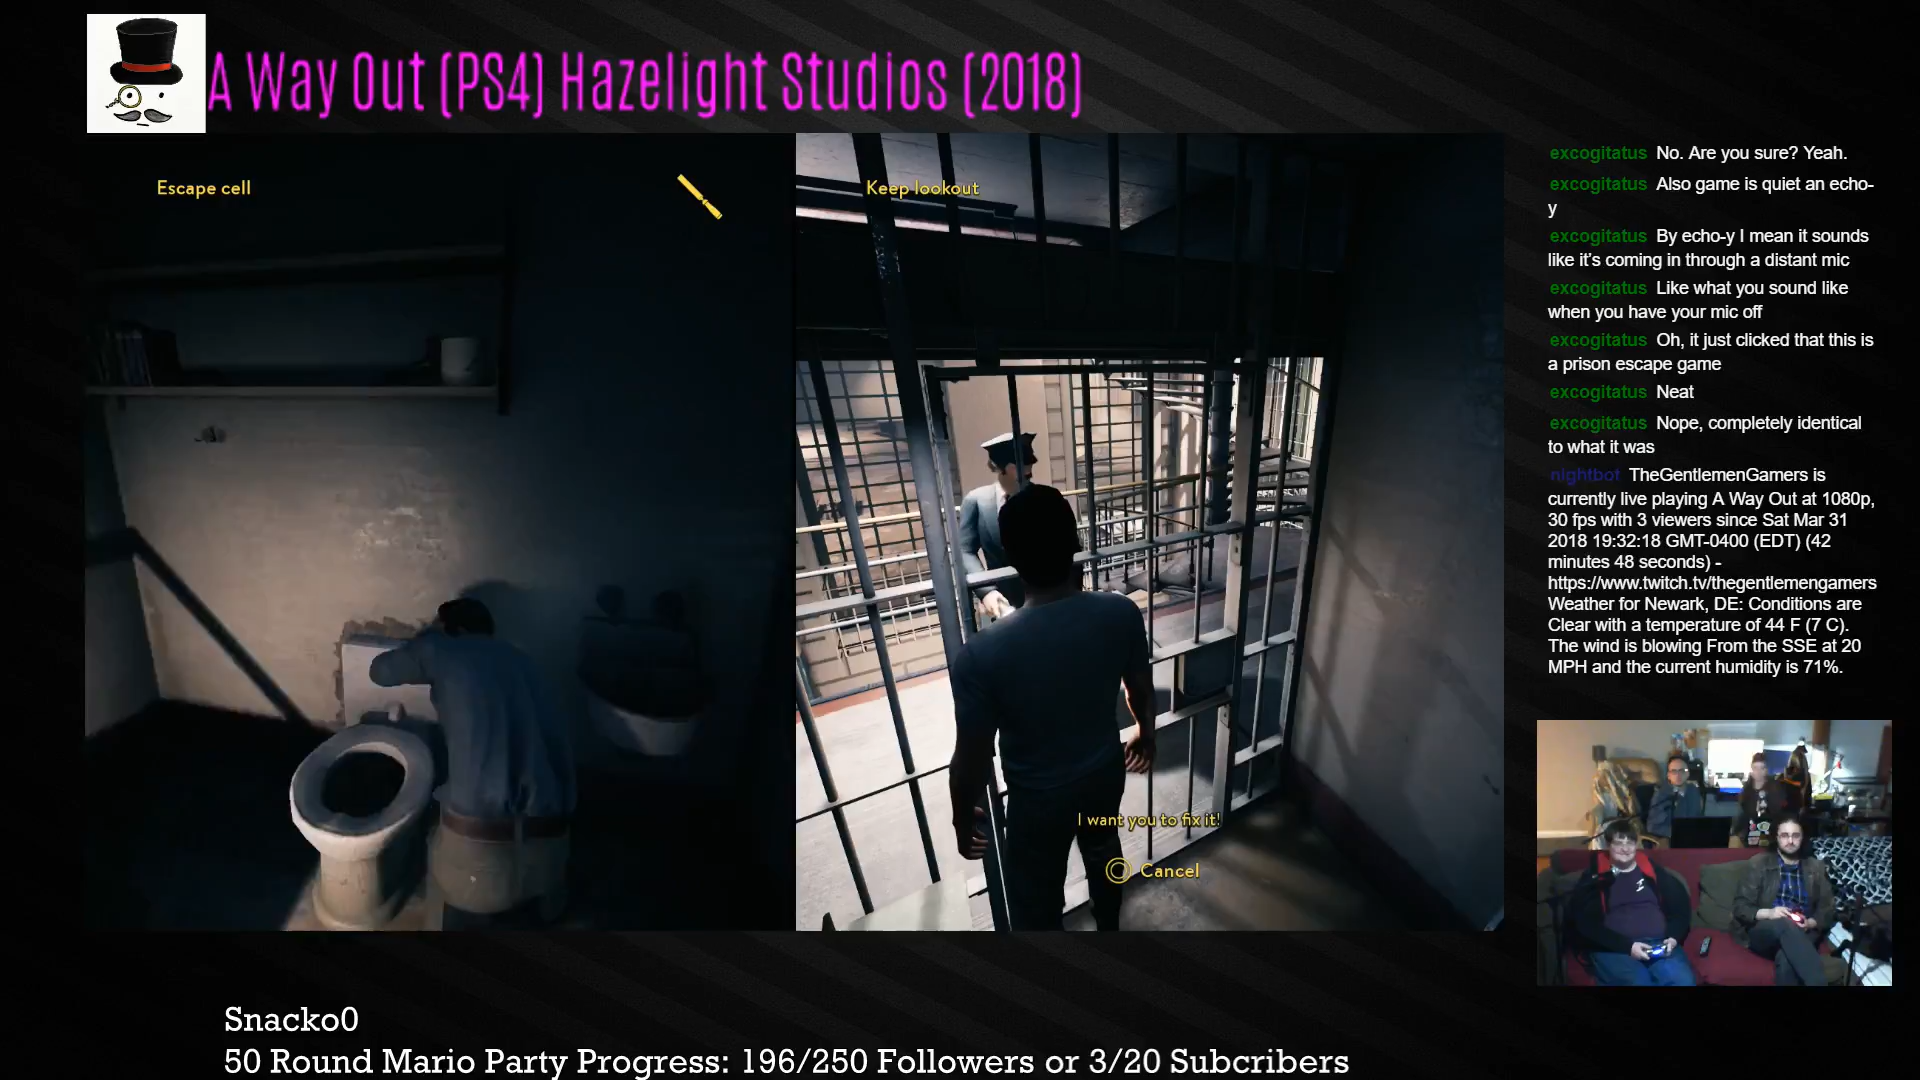 A Way Out (PS4) Hazelight Studios (2018)
Escape cell
Keep lookout
I want you to fix it!
Cancel
excogitatus No. Are you sure? Yeah.
excogitatus Also game is quiet an echo-
y
excogitatus By echo-y I mean it sounds
like it's coming in through a distant mic
excogitatus Like what you sound like
when you have your mic off
excogitatus Oh, it just clicked that this is
a prison escape game
excogitatus Neat
excogitatus Nope, completely identical
to what it was
nightbot TheGentlemenGamers is
currently live playing A Way Out at 1080p,
30 fps with 3 viewers since Sat Mar 31
2018 19:32:18 GMT-0400 (EDT) (42
minutes 48 seconds) -
https://www.twitch.tv/thegentlemengamers
Weather for Newark, DE: Conditions are
Clear with a temperature of 44 F (7 C).
The wind is blowing From the SSE at 20
MPH and the current humidity is 71%.
Snacko0
50 Round Mario Party Progress: 196/250 Followers or 3/20 Subcribers